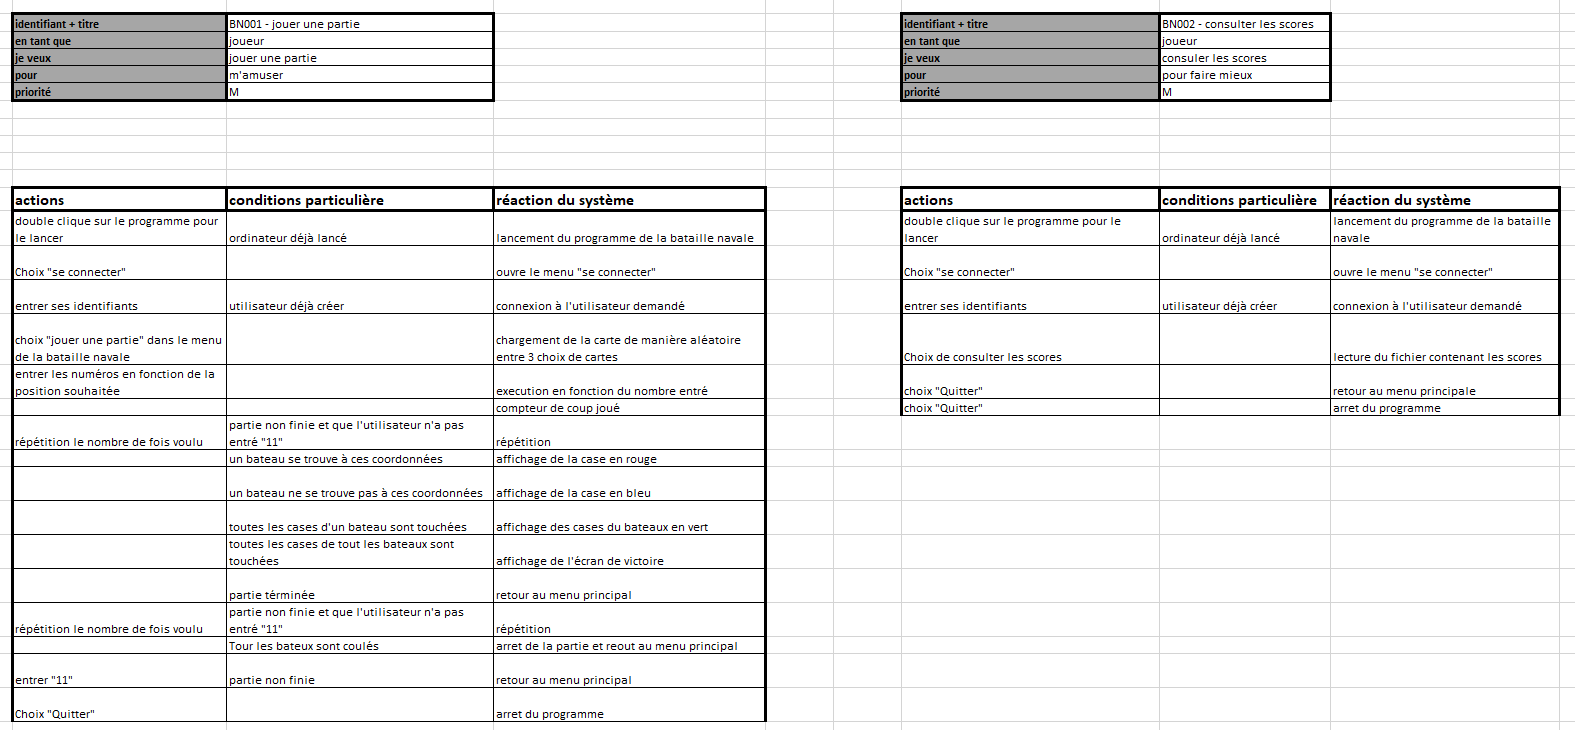 identifiant + titre BN001 - jouer une partie
en tant que joueur
je veux jouer une partie
pour m'amuser
priorité M
actions conditions particulière réaction du système
double clique sur le programme pour
le lancer ordinateur déjà lancé lancement du programme de la bataille navale
Choix "se connecter" ouvre le menu "se connecter"
entrer ses identifiants utilisateur déjà créer connexion à l'utilisateur demandé
choix "jouer une partie" dans le menu chargement de la carte de manière aléatoire
de la bataille navale entre 3 choix de cartes
entrer les numéros en fonction de la
position souhaitée execution en fonction du nombre entré
compteur de coup joué
partie non finie et que l'utilisateur n'a pas
répétition le nombre de fois voulu entré "11" répétition
un bateau se trouve à ces coordonnées affichage de la case en rouge
un bateau ne se trouve pas à ces coordonnées affichage de la case en bleu
toutes les cases d'un bateau sont touchées affichage des cases du bateaux en vert
toutes les cases de tout les bateaux sont
touchées affichage de l'écran de victoire
partie términée retour au menu principal
partie non finie et que l'utilisateur n'a pas
répétition le nombre de fois voulu entré "11" répétition
Tour les bateux sont coulés arret de la partie et reout au menu principal
entrer "11" partie non finie retour au menu principal
Choix "Quitter" arret du programme
identifiant + titre BN002 - consulter les scores
en tant que joueur
je veux consuler les scores
pour pour faire mieux
priorité M
actions conditions particulière réaction du système
double clique sur le programme pour le lancement du programme de la bataille
lancer ordinateur déjà lancé navale
Choix "se connecter" ouvre le menu "se connecter"
entrer ses identifiants utilisateur déjà créer connexion à l'utilisateur demandé
Choix de consulter les scores lecture du fichier contenant les scores
choix "Quitter" retour au menu principale
choix "Quitter" arret du programme